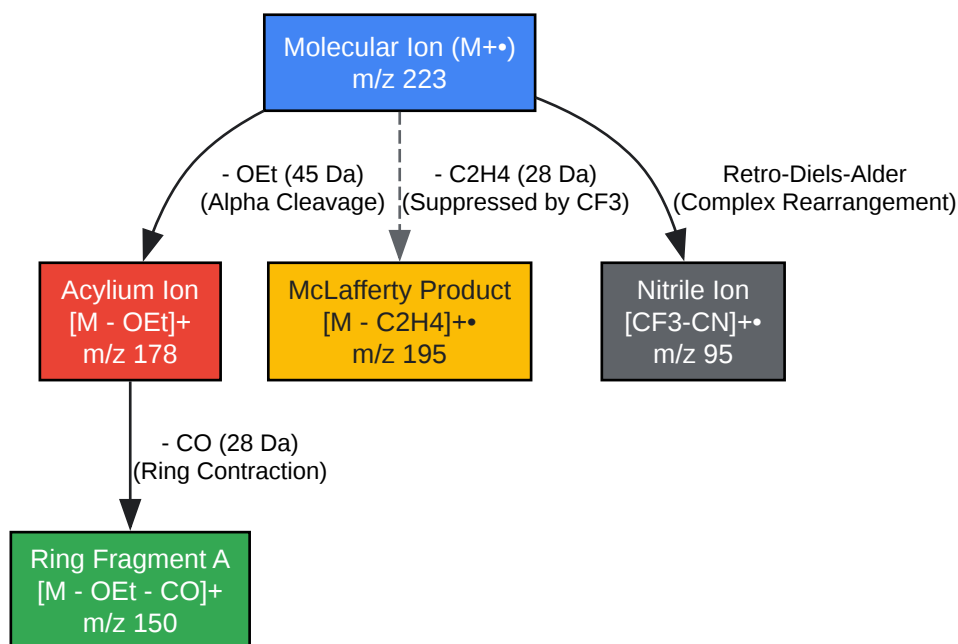 Molecular Ion (M+•)
m/z 223
- OEt (45 Da)
(Alpha Cleavage)
- C2H4 (28 Da)
(Suppressed by CF3)
Retro-Diels-Alder
(Complex Rearrangement)
Acylium Ion
[M - OEt]+
m/z 178
McLafferty Product
[M - C2H4]+•
m/z 195
Nitrile Ion
[CF3-CN]+•
m/z 95
- CO (28 Da)
(Ring Contraction)
Ring Fragment A
[M - OEt - CO]+
m/z 150